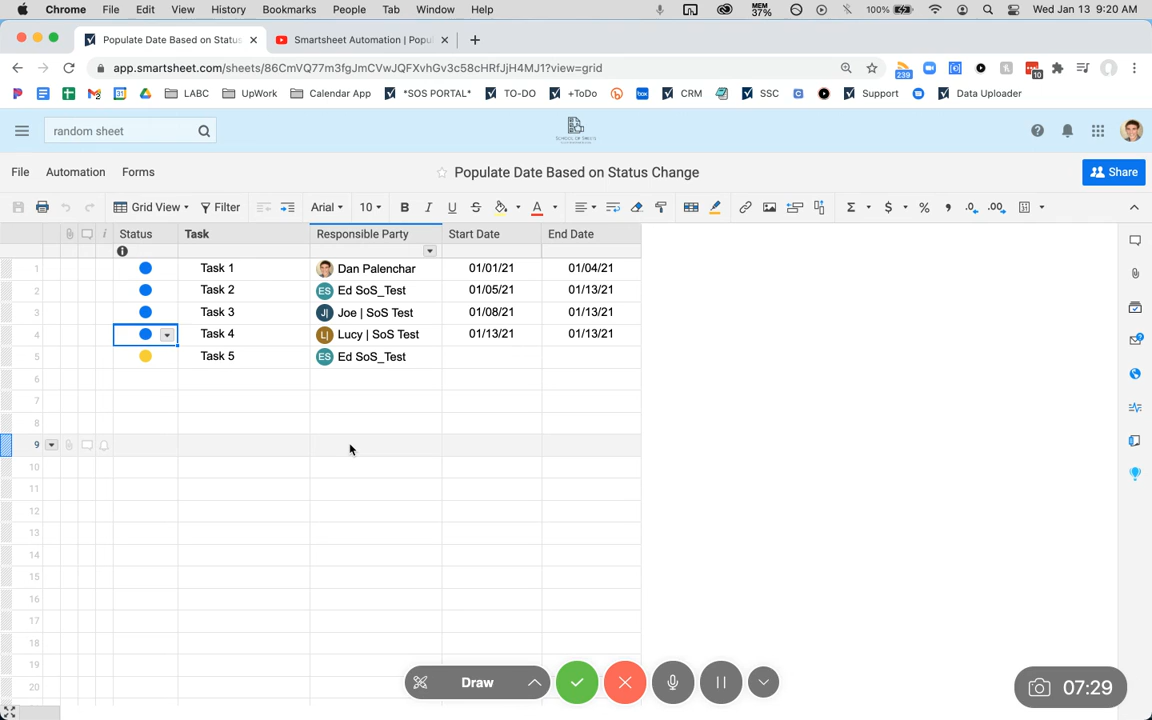 Chrome File Edit View History Bookmarks People Tab Window Help MEM 37% 100% Wed Jan 13 9:20 AM
Populate Date Based on Status Smartsheet Automation | Popu
app.smartsheet.com/sheets/86CmVQ77m3fgJmCVwJQFXvhGv3c58cHRfJjH4MJ1?view=grid 239 10
LABC UpWork Calendar App *SOS PORTAL* TO-DO +ToDo box CRM SSC Support Data Uploader
random sheet
File Automation Forms Populate Date Based on Status Change Share
Grid View Filter Arial 10 B I U S A Σ $ % , .0 .00
Status Task Responsible Party Start Date End Date
1 Task 1 Dan Palenchar 01/01/21 01/04/21
2 Task 2 ES Ed SoS_Test 01/05/21 01/13/21
3 Task 3 J| Joe | SoS Test 01/08/21 01/13/21
4 Task 4 L| Lucy | SoS Test 01/13/21 01/13/21
5 Task 5 ES Ed SoS_Test
6
7
8
9
10
11
12
13
14
15
16
17
18
19
20
Draw 07:29